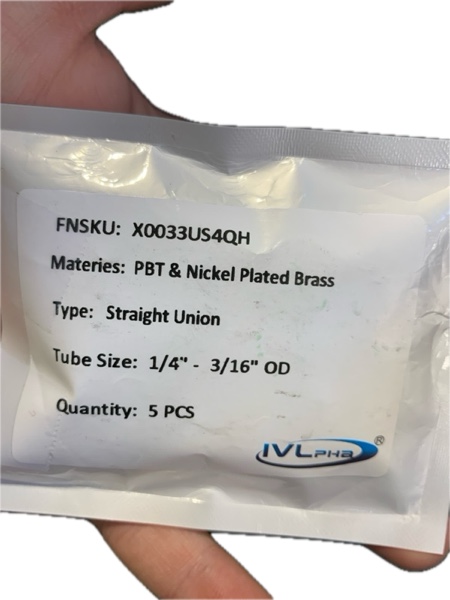 FNSKU: X0033US4QH
Materies: PBT & Nickel Plated Brass
Type: Straight Union
Tube Size: 1/4" - 3/16" OD
Quantity: 5 PCS
IVLPHA®